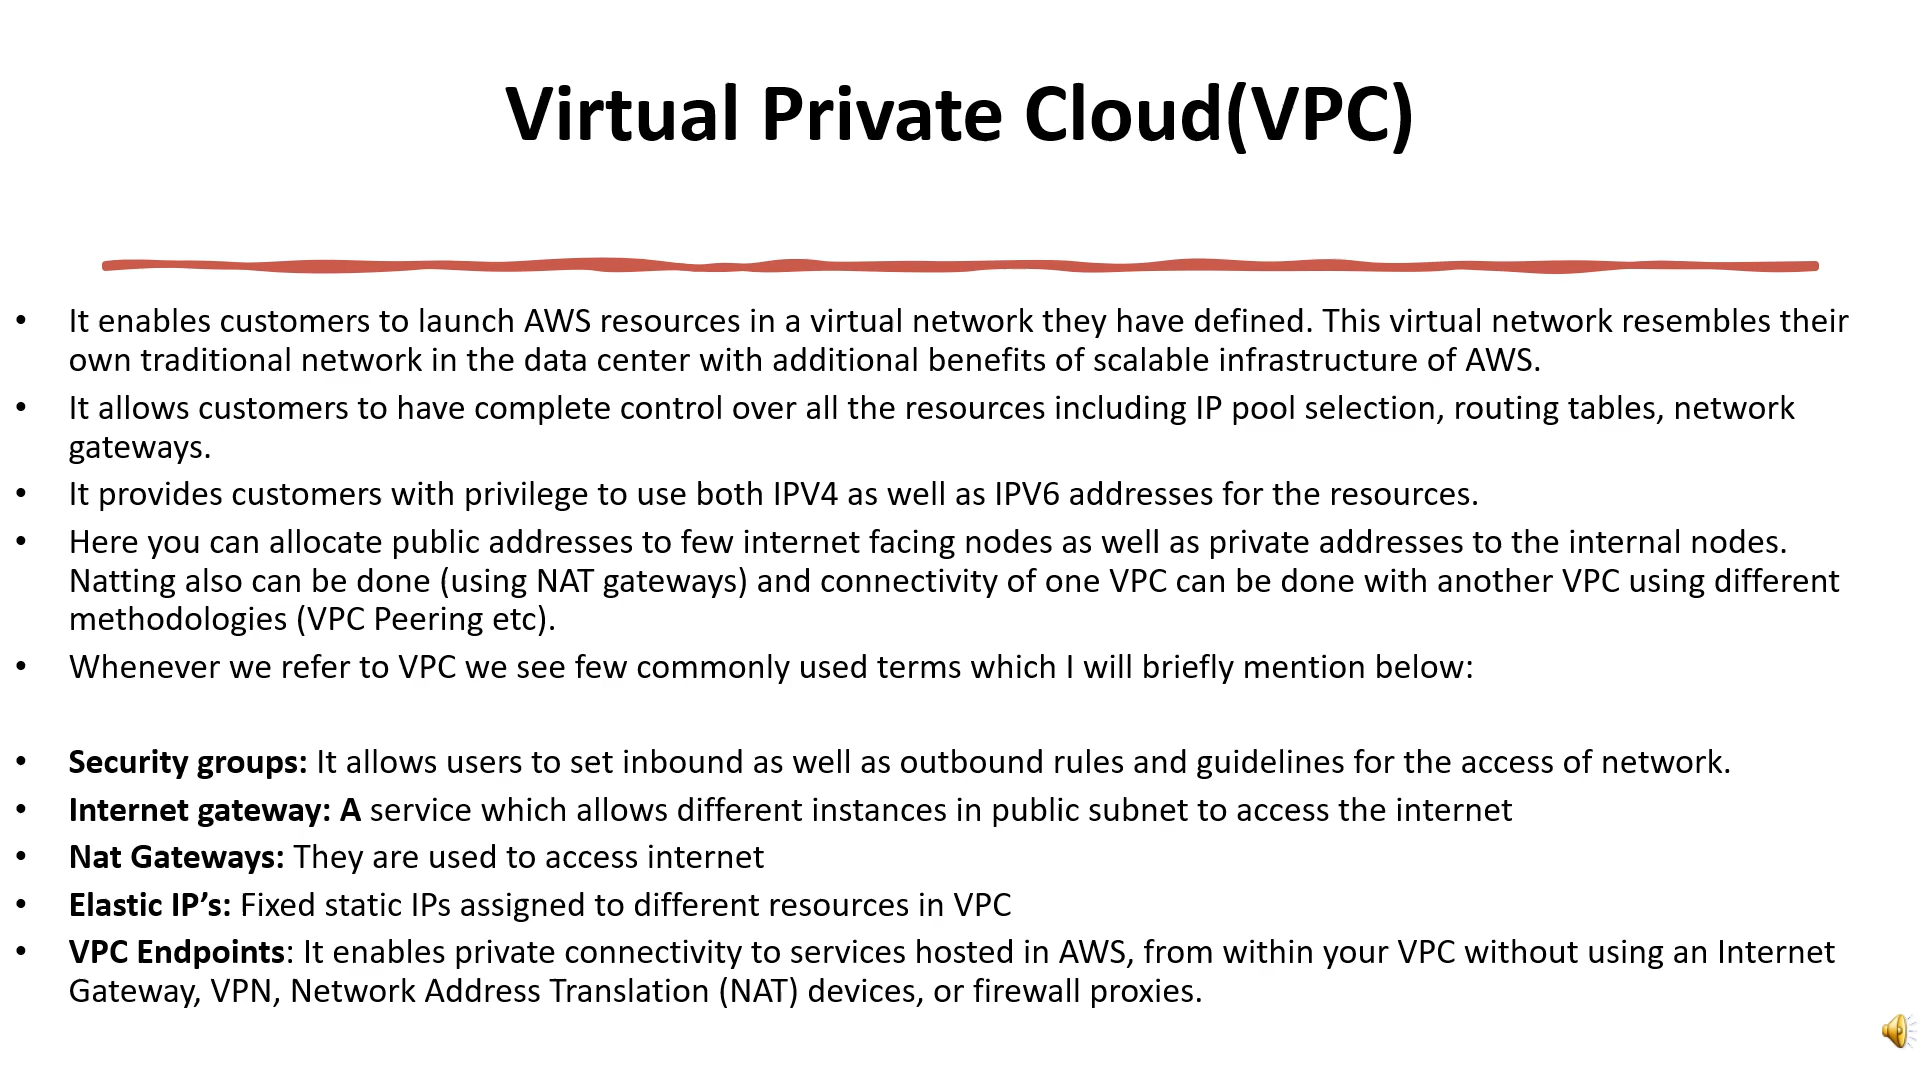 Virtual Private Cloud(VPC)
• It enables customers to launch AWS resources in a virtual network they have defined. This virtual network resembles their
own traditional network in the data center with additional benefits of scalable infrastructure of AWS.
• It allows customers to have complete control over all the resources including IP pool selection, routing tables, network
gateways.
• It provides customers with privilege to use both IPV4 as well as IPV6 addresses for the resources.
• Here you can allocate public addresses to few internet facing nodes as well as private addresses to the internal nodes.
Natting also can be done (using NAT gateways) and connectivity of one VPC can be done with another VPC using different
methodologies (VPC Peering etc).
• Whenever we refer to VPC we see few commonly used terms which I will briefly mention below:
• Security groups: It allows users to set inbound as well as outbound rules and guidelines for the access of network.
• Internet gateway: A service which allows different instances in public subnet to access the internet
• Nat Gateways: They are used to access internet
• Elastic IP’s: Fixed static IPs assigned to different resources in VPC
• VPC Endpoints: It enables private connectivity to services hosted in AWS, from within your VPC without using an Internet
Gateway, VPN, Network Address Translation (NAT) devices, or firewall proxies.